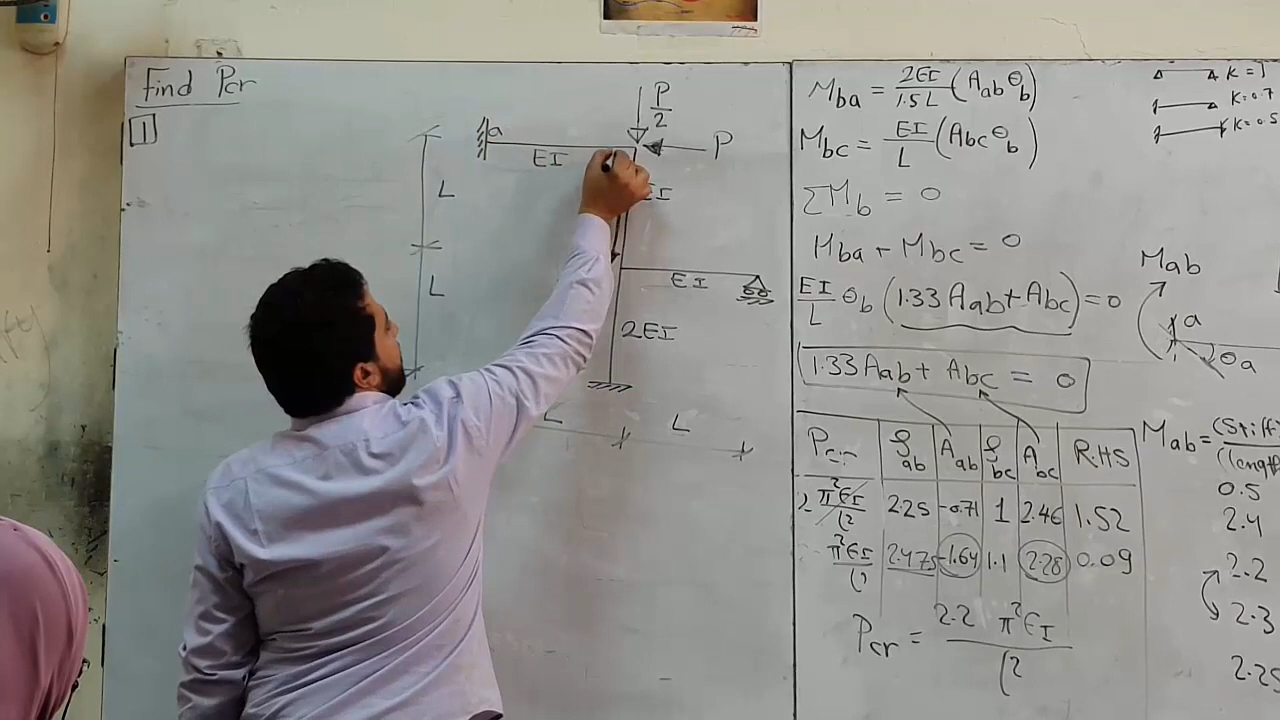 Find Pcr
1
P/2
a
P
EI
EI
L
L
EI
2EI
L
L
Mba = 2EI/1.5L (Aab θb)
Mbc = EI/L (Abc θb)
ΣMb = 0
Mba + Mbc = 0
EI/L θb (1.33 Aab + Abc) = 0
1.33 Aab + Abc = 0
Pcr ρab Aab ρbc Abc R.HS
2 π²EI/L² 2.25 -0.71 1 2.46 1.52
π²EI/L² 2.475 -1.64 1.1 2.28 0.09
Pcr = 2.2 π²EI/L²
K = 1
K = 0.7
K = 0.5
Mab
a
θa
Mab =
0.5
2.4
2.2
2.3